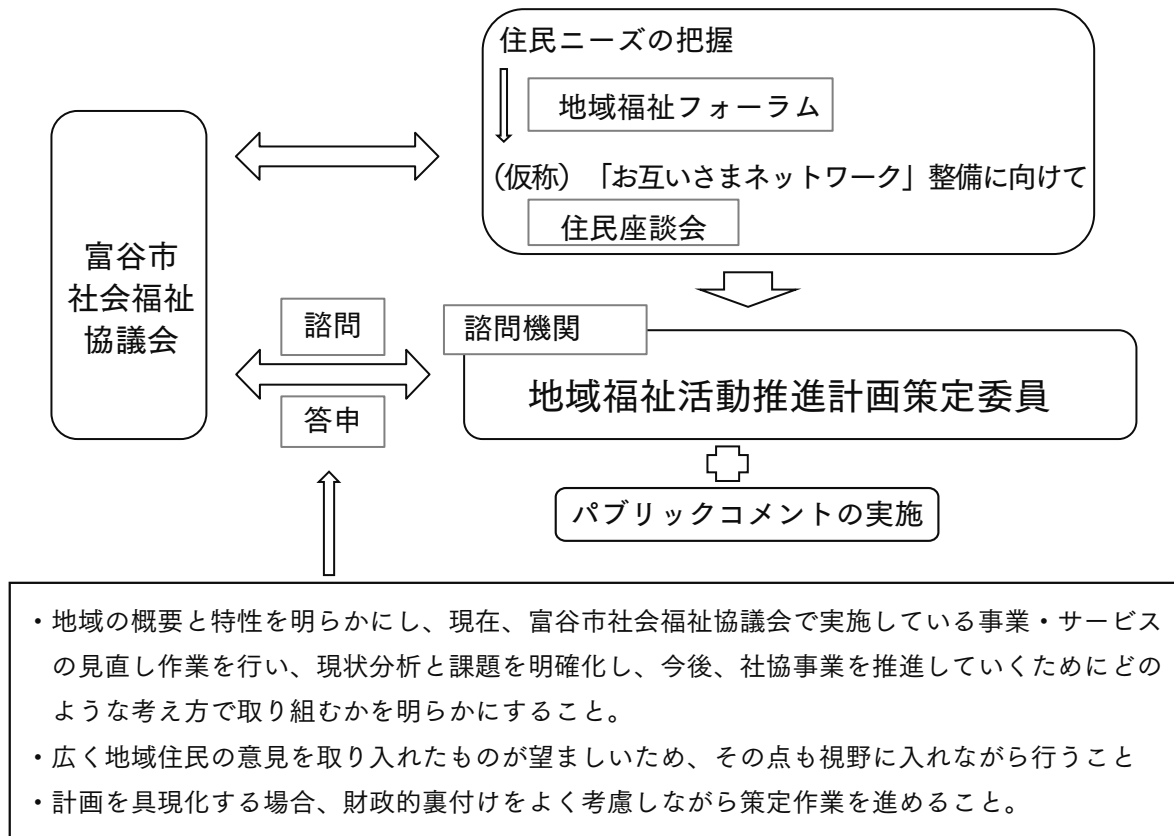 住民ニーズの把握
地域福祉フォーラム
(仮称)「お互いさまネットワーク」整備に向けて
住民座談会
富谷市
社会福祉
協議会
諮問
答申
諮問機関
地域福祉活動推進計画策定委員
パブリックコメントの実施
・地域の概要と特性を明らかにし、現在、富谷市社会福祉協議会で実施している事業・サービス
の見直し作業を行い、現状分析と課題を明確化し、今後、社協事業を推進していくためにどの
ような考え方で取り組むかを明らかにすること。
・広く地域住民の意見を取り入れたものが望ましいため、その点も視野に入れながら行うこと
・計画を具現化する場合、財政的裏付けをよく考慮しながら策定作業を進めること。